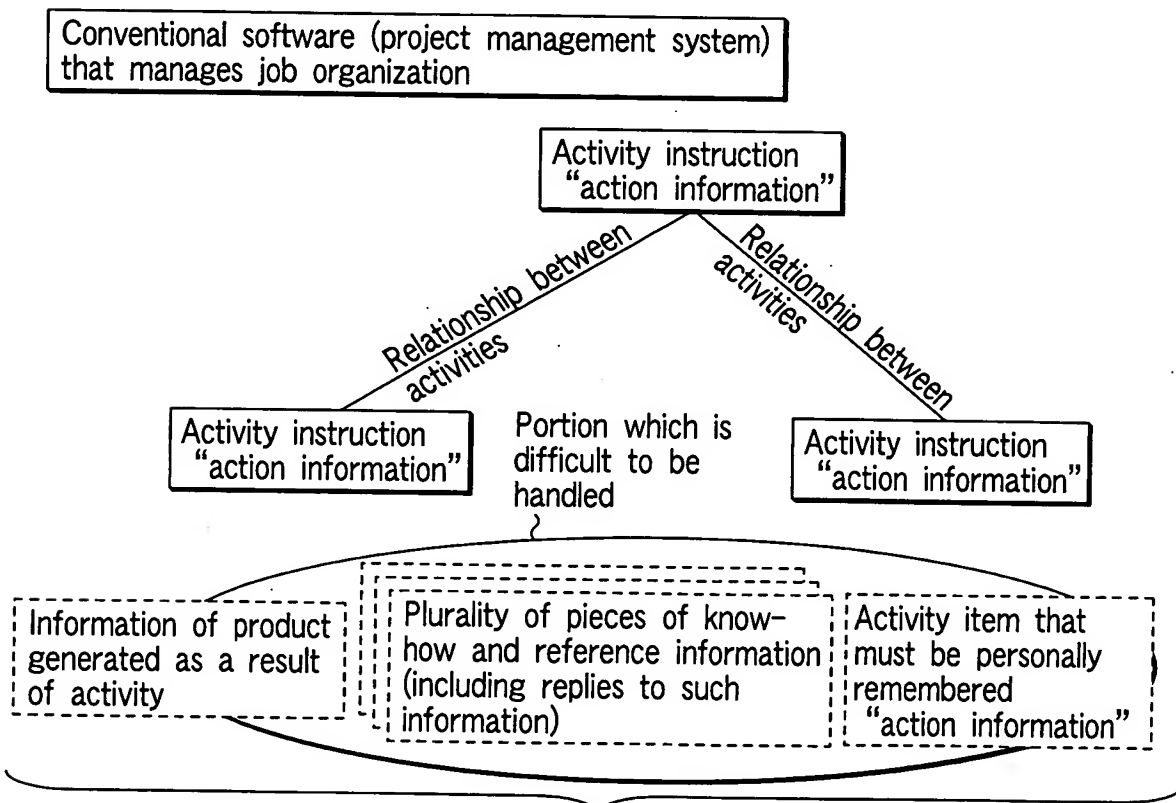 Conventional software (project management system)
that manages job organization
Activity instruction
“action information”
Relationship between
activities
Relationship between
activities
Activity instruction
“action information”
Portion which is
difficult to be
handled
Activity instruction
“action information”
Information of product
generated as a result
of activity
Plurality of pieces of know-
how and reference information
(including replies to such
information)
Activity item that
must be personally
remembered
“action information”